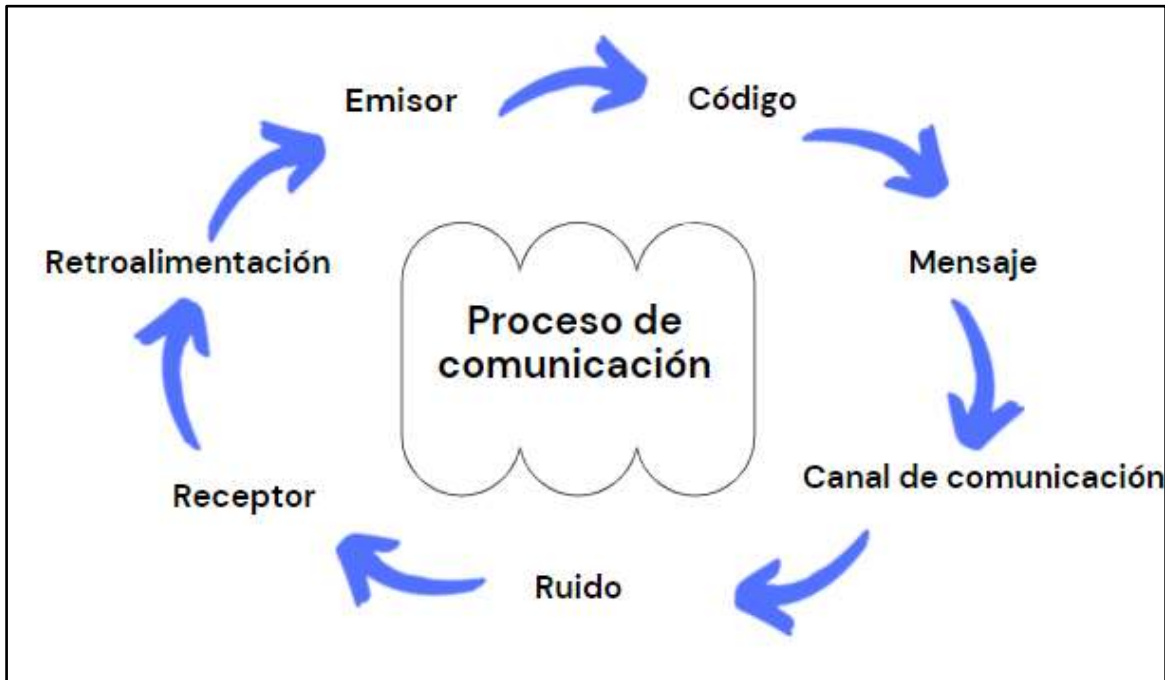 Emisor
Código
Mensaje
Canal de comunicación
Ruido
Receptor
Retroalimentación
Proceso de
comunicación